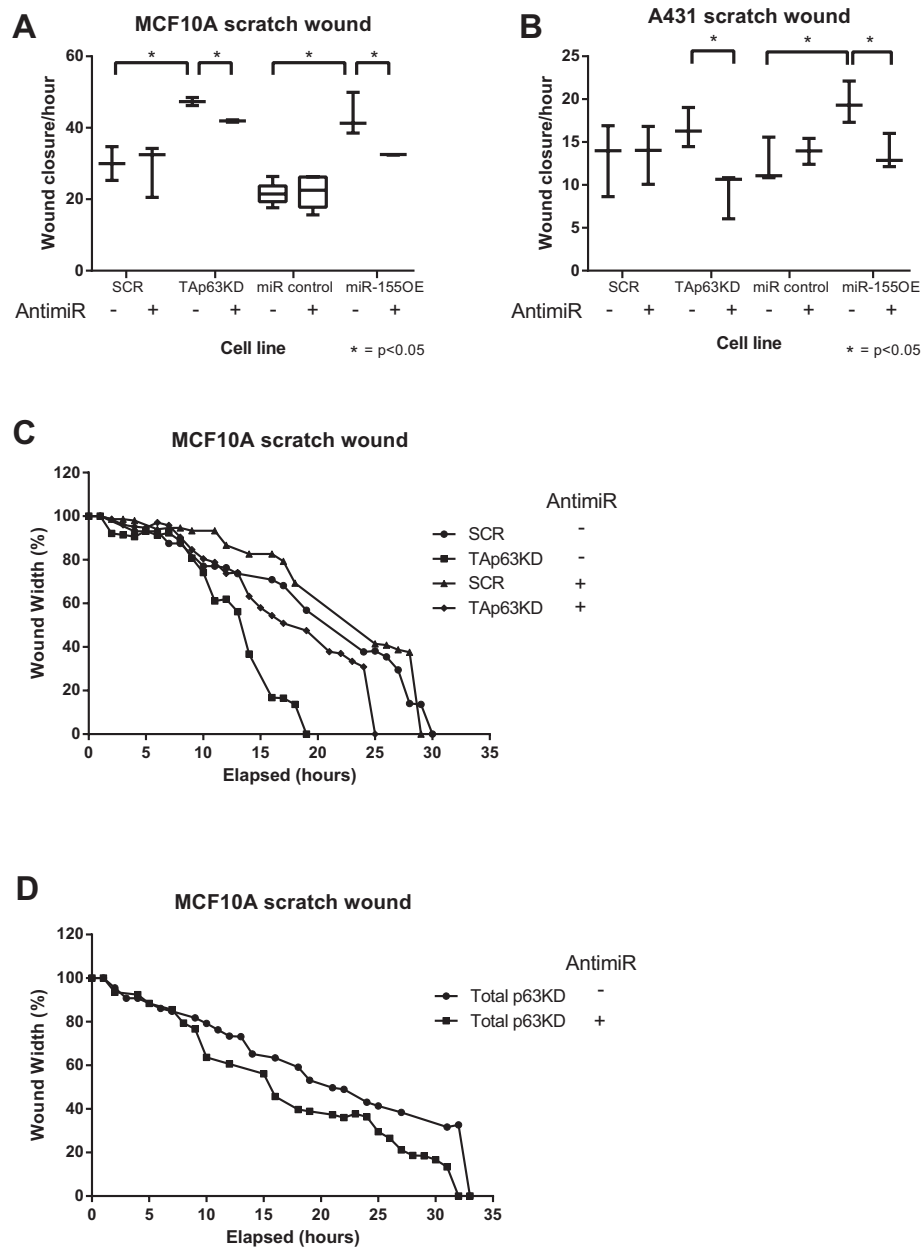 A
MCF10A scratch wound
Wound closure/hour
60
40
20
0
* * * *
SCR TAp63KD miR control miR-155OE
AntimiR - + - + - + - +
Cell line
* = p<0.05
B
A431 scratch wound
Wound closure/hour
25
20
15
10
5
0
* * *
SCR TAp63KD miR control miR-155OE
AntimiR - + - + - + - +
Cell line
* = p<0.05
C
MCF10A scratch wound
Wound Width (%)
120
100
80
60
40
20
0
0 5 10 15 20 25 30 35
Elapsed (hours)
AntimiR
SCR -
TAp63KD -
SCR +
TAp63KD +
D
MCF10A scratch wound
Wound Width (%)
120
100
80
60
40
20
0
0 5 10 15 20 25 30 35
Elapsed (hours)
AntimiR
Total p63KD -
Total p63KD +